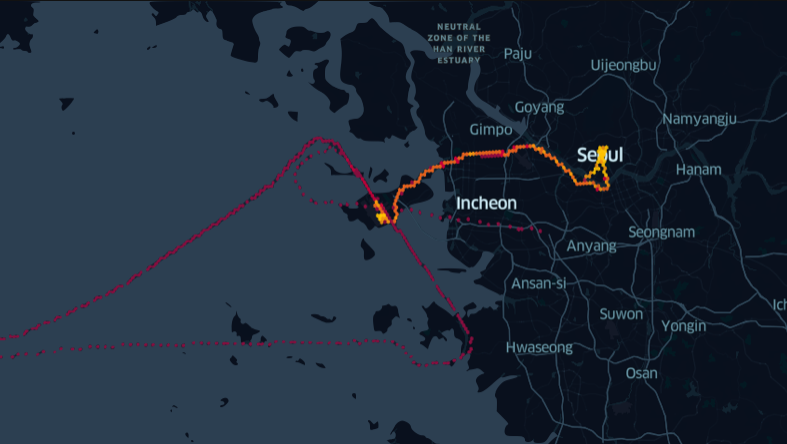 NEUTRAL
ZONE OF THE
HAN RIVER
ESTUARY
Paju
Uijeongbu
Goyang
Namyangju
Gimpo
Seoul
Hanam
Incheon
Seongnam
Anyang
Ansan-si
Suwon
Yongin
Hwaseong
Osan